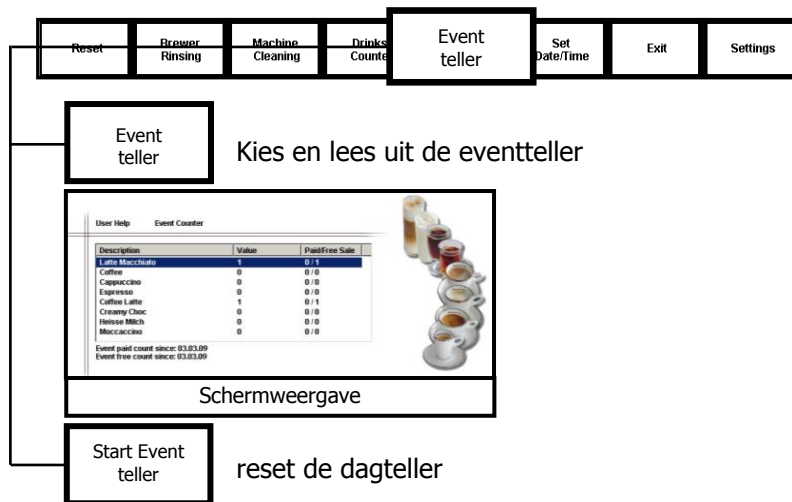 Reset
Brewer
Rinsing
Machine
Cleaning
Drinks
Counte
Event
teller
Set
Date/Time
Exit
Settings
Event
teller
Kies en lees uit de eventteller
User Help Event Counter
Description Value Paid/Free Sale
Latte Macchiato 1 0 / 1
Coffee 0 0 / 0
Cappuccino 0 0 / 0
Espresso 0 0 / 0
Coffee Latte 1 0 / 1
Creamy Choc 0 0 / 0
Heisse Milch 0 0 / 0
Moccaccino 0 0 / 0
Event paid count since: 03.03.09
Event free count since: 03.03.09
Schermweergave
Start Event
teller
reset de dagteller